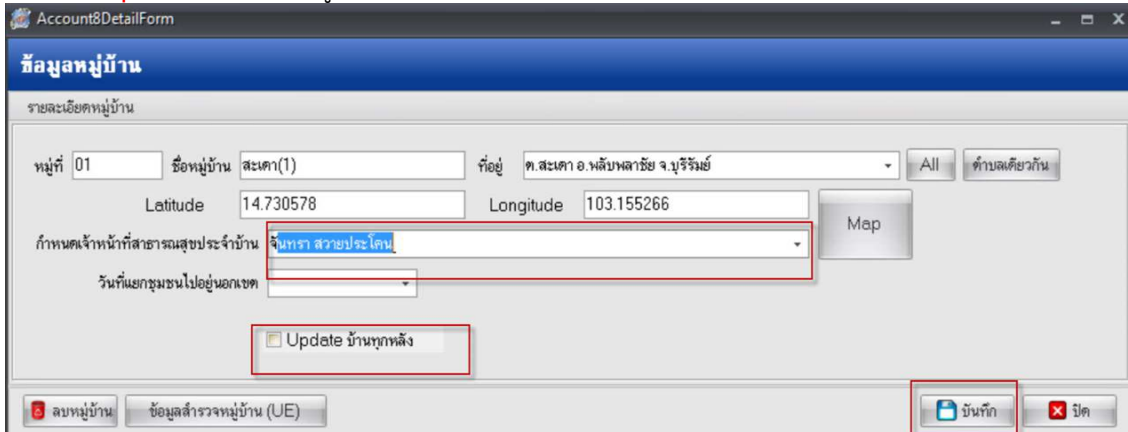 Account8DetailForm
ข้อมูลหมู่บ้าน
รายละเอียดหมู่บ้าน
หมู่ที่ 01 ชื่อหมู่บ้าน สะเดา(1) ที่อยู่ ต.สะเดา อ.พลับพลาชัย จ.บุรีรัมย์ All ตำบลเดียวกัน
Latitude 14.730578 Longitude 103.155266 Map
กำหนดเจ้าหน้าที่สาธารณสุขประจำบ้าน จันทรา สวายประโคน
วันที่แยกชุมชนไปอยู่นอกเขต
Update บ้านทุกหลัง
ลบหมู่บ้าน ข้อมูลสำรวจหมู่บ้าน (UE) บันทึก ปิด